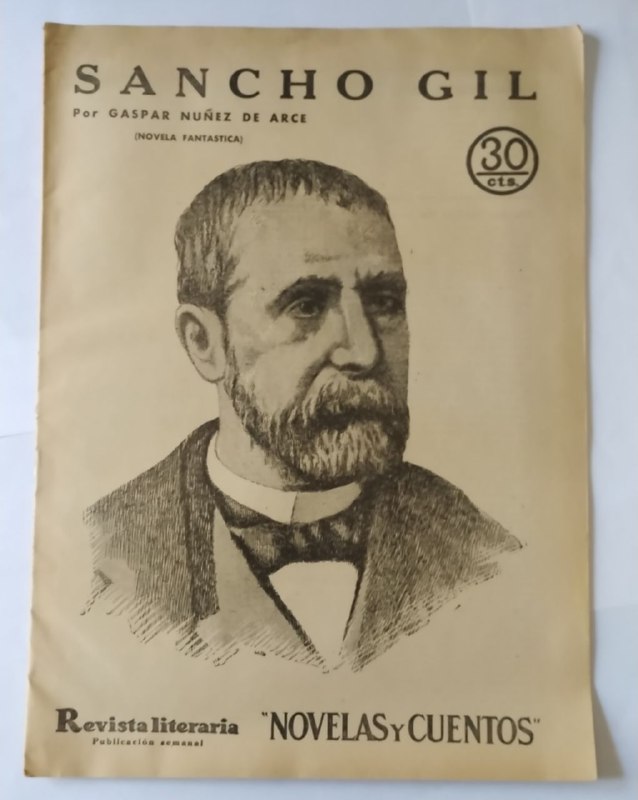 SANCHO GIL
Por GASPAR NUÑEZ DE ARCE
(NOVELA FANTASTICA)
30
cts.
Revista literaria "NOVELAS Y CUENTOS"
Publicación semanal